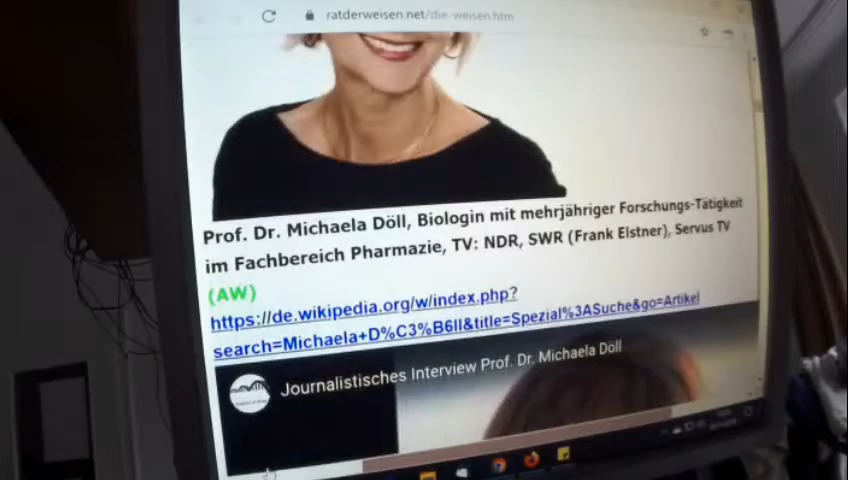 ratderweisen.net/die-weisen.htm
Prof. Dr. Michaela Döll, Biologin mit mehrjähriger Forschungs-Tätigkeit
im Fachbereich Pharmazie, TV: NDR, SWR (Frank Elstner), Servus TV
(AW)
https://de.wikipedia.org/w/index.php?
search=Michaela+D%C3%B6ll&title=Spezial%3ASuche&go=Artikel
Journalistisches Interview Prof. Dr. Michaela Döll